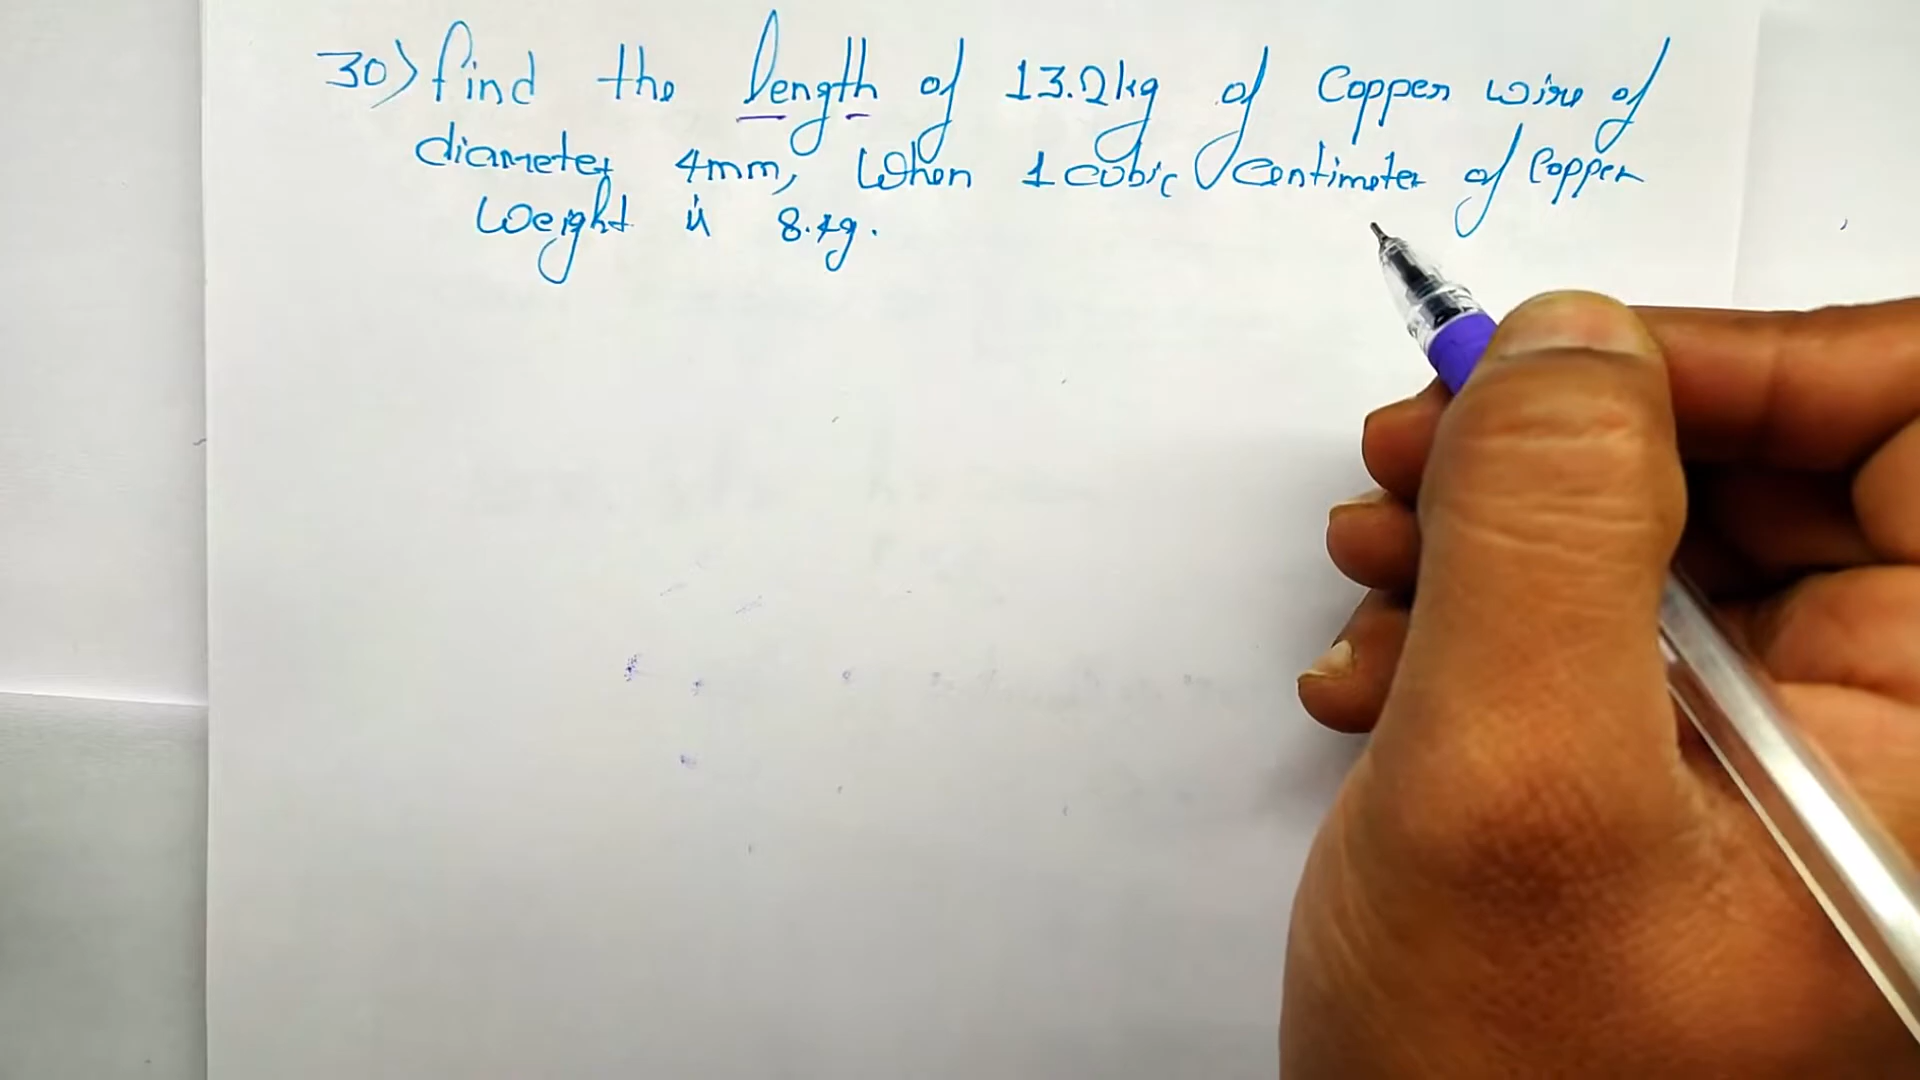 30) find the length of 13.2kg of Copper wire of
diameter 4mm, When 1 cubic Centimeter of Copper
Weight is 8.4g.